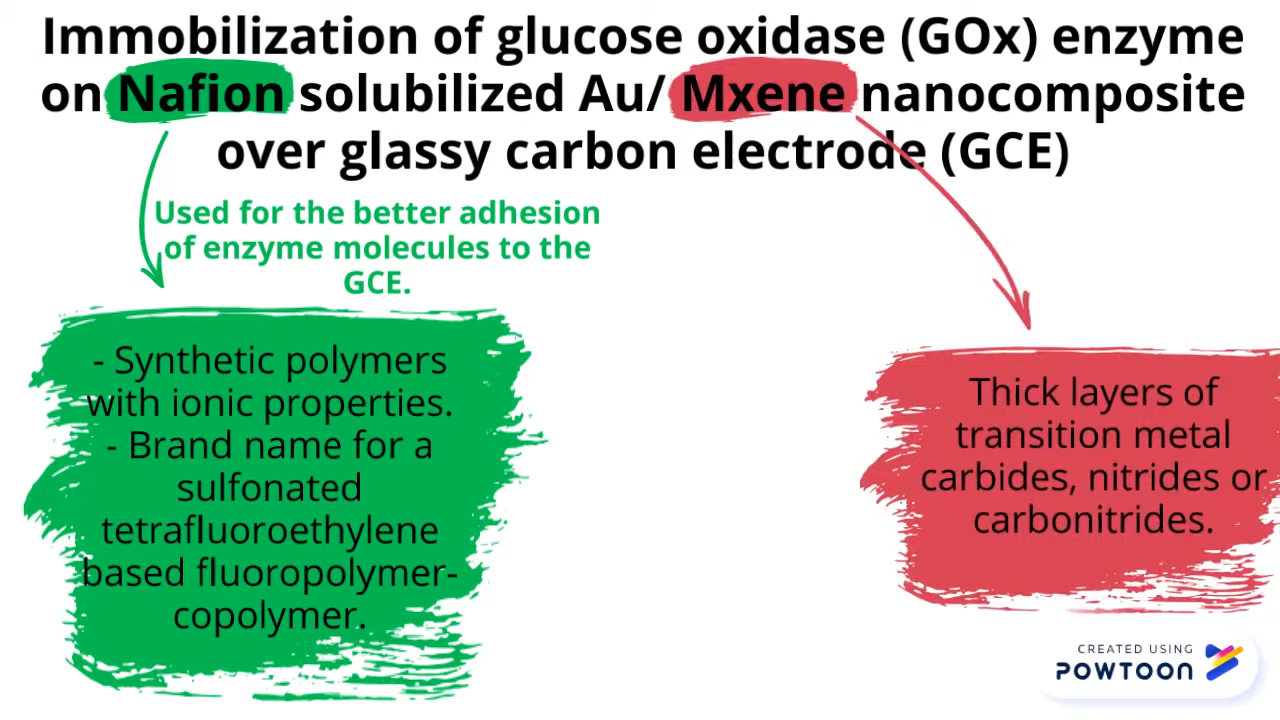 Immobilization of glucose oxidase (GOx) enzyme
on Nafion solubilized Au/ Mxene nanocomposite
over glassy carbon electrode (GCE)
Used for the better adhesion
of enzyme molecules to the
GCE.
- Synthetic polymers
with ionic properties.
- Brand name for a
sulfonated
tetrafluoroethylene
based fluoropolymer-
copolymer.
Thick layers of
transition metal
carbides, nitrides or
carbonitrides.
CREATED USING
POWTOON